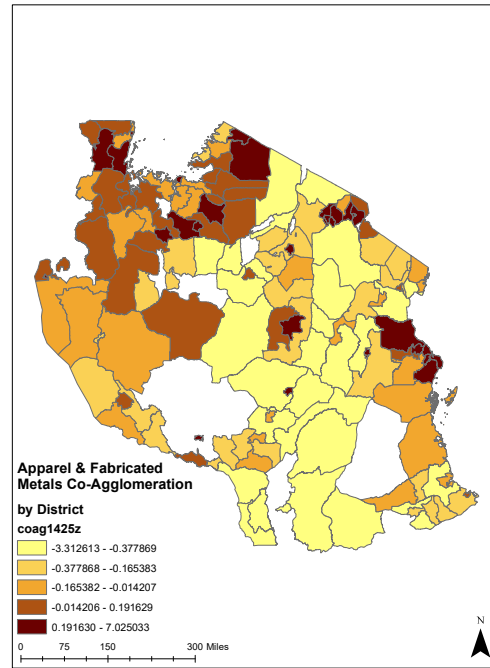 Apparel & Fabricated
Metals Co-Agglomeration
by District
coag1425z
-3.312613 - -0.377869
-0.377868 - -0.165383
-0.165382 - -0.014207
-0.014206 - 0.191629
0.191630 - 7.025033
0 75 150 300 Miles
N